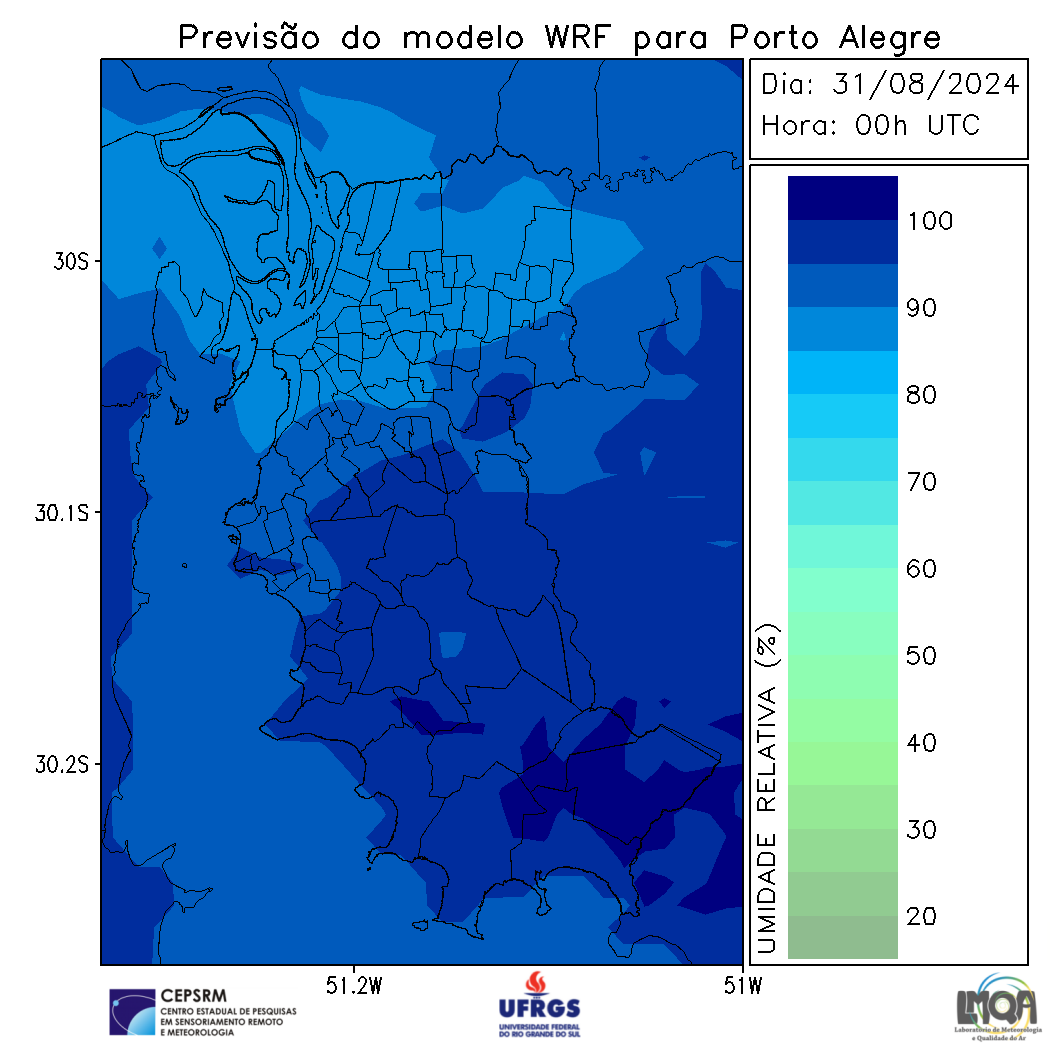 Previsão do modelo WRF para Porto Alegre
Dia: 31/08/2024
Hora: 00h UTC
100
90
80
70
60
50
40
30
20
UMIDADE RELATIVA (%)
30S
30.1S
30.2S
51.2W
51W
CEPSRM
CENTRO ESTADUAL DE PESQUISAS
EM SENSORIAMENTO REMOTO
E METEOROLOGIA
UFRGS
UNIVERSIDADE FEDERAL
DO RIO GRANDE DO SUL
LMQA
Laboratório de Meteorologia
e Qualidade do Ar